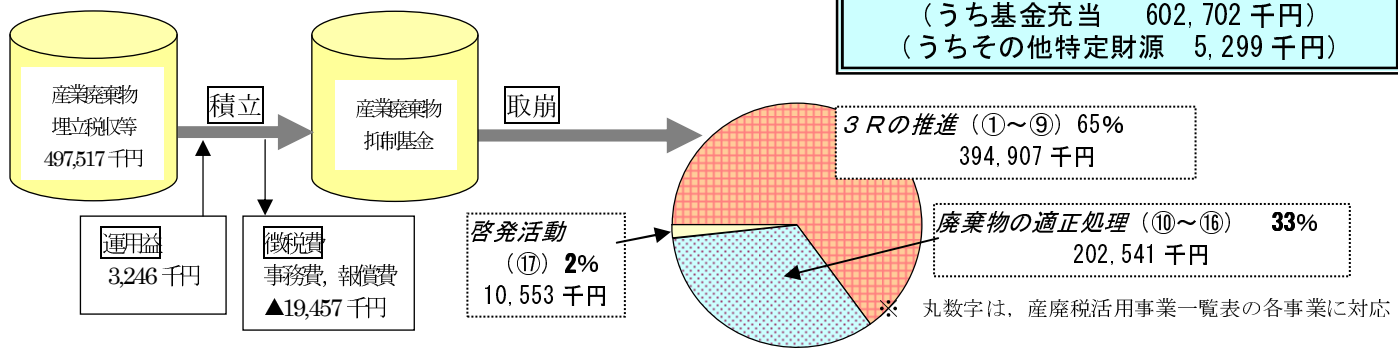 (うち基金充当　602,702 千円)
(うちその他特定財源　5,299 千円)
産業廃棄物
埋立税収等
497,517 千円
積立
産業廃棄物
抑制基金
取崩
3Rの推進（①～⑨）65%
394,907 千円
運用益
3,246 千円
徴税費
事務費，報償費
▲19,457 千円
啓発活動
（⑰）2%
10,553 千円
廃棄物の適正処理（⑩～⑯）　33%
202,541 千円
※　丸数字は，産廃税活用事業一覧表の各事業に対応